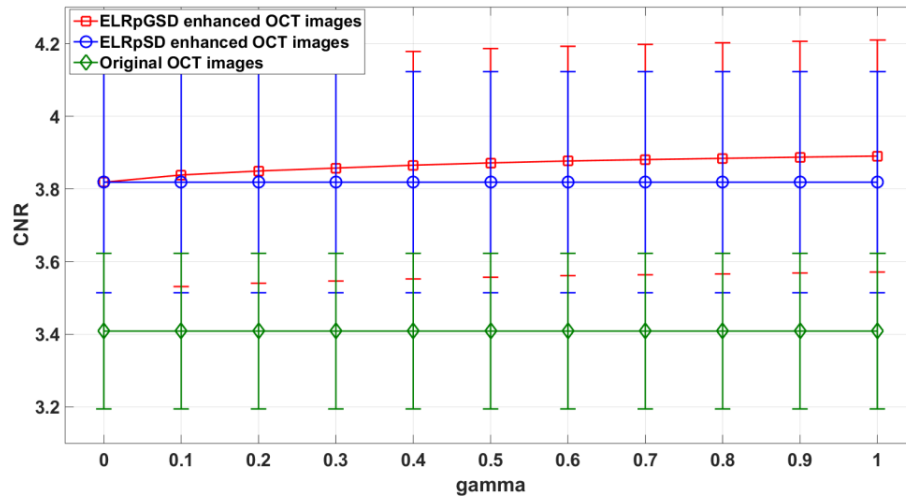 ELRpGSD enhanced OCT images
ELRpSD enhanced OCT images
Original OCT images
4.2
4
3.8
3.6
3.4
3.2
CNR
0 0.1 0.2 0.3 0.4 0.5 0.6 0.7 0.8 0.9 1
gamma